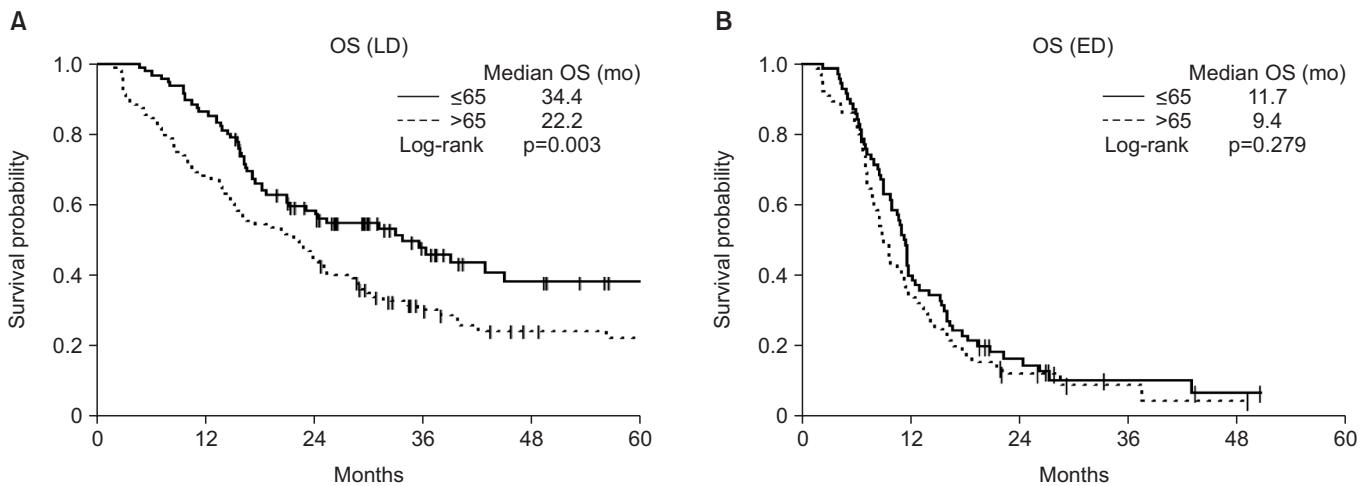 A
OS (LD)
Median OS (mo)
≤65 34.4
>65 22.2
Log-rank p=0.003
Survival probability
1.0
0.8
0.6
0.4
0.2
0
0 12 24 36 48 60
Months
B
OS (ED)
Median OS (mo)
≤65 11.7
>65 9.4
Log-rank p=0.279
Survival probability
1.0
0.8
0.6
0.4
0.2
0
0 12 24 36 48 60
Months